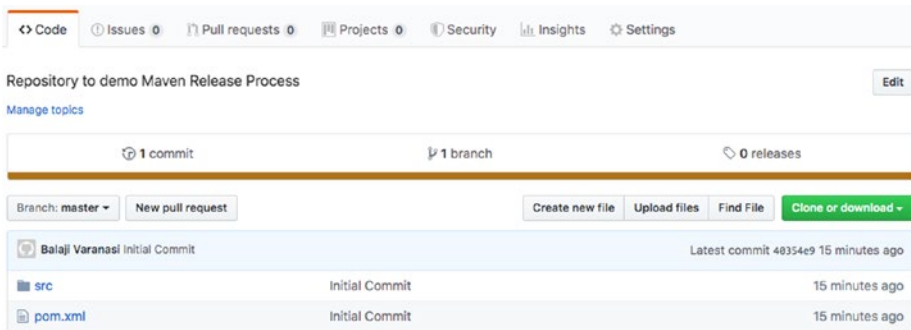 Code Issues 0 Pull requests 0 Projects 0 Security Insights Settings
Repository to demo Maven Release Process Edit
Manage topics
1 commit 1 branch 0 releases
Branch: master New pull request Create new file Upload files Find File Clone or download
Balaji Varanasi Initial Commit Latest commit 40354e9 15 minutes ago
src Initial Commit 15 minutes ago
pom.xml Initial Commit 15 minutes ago